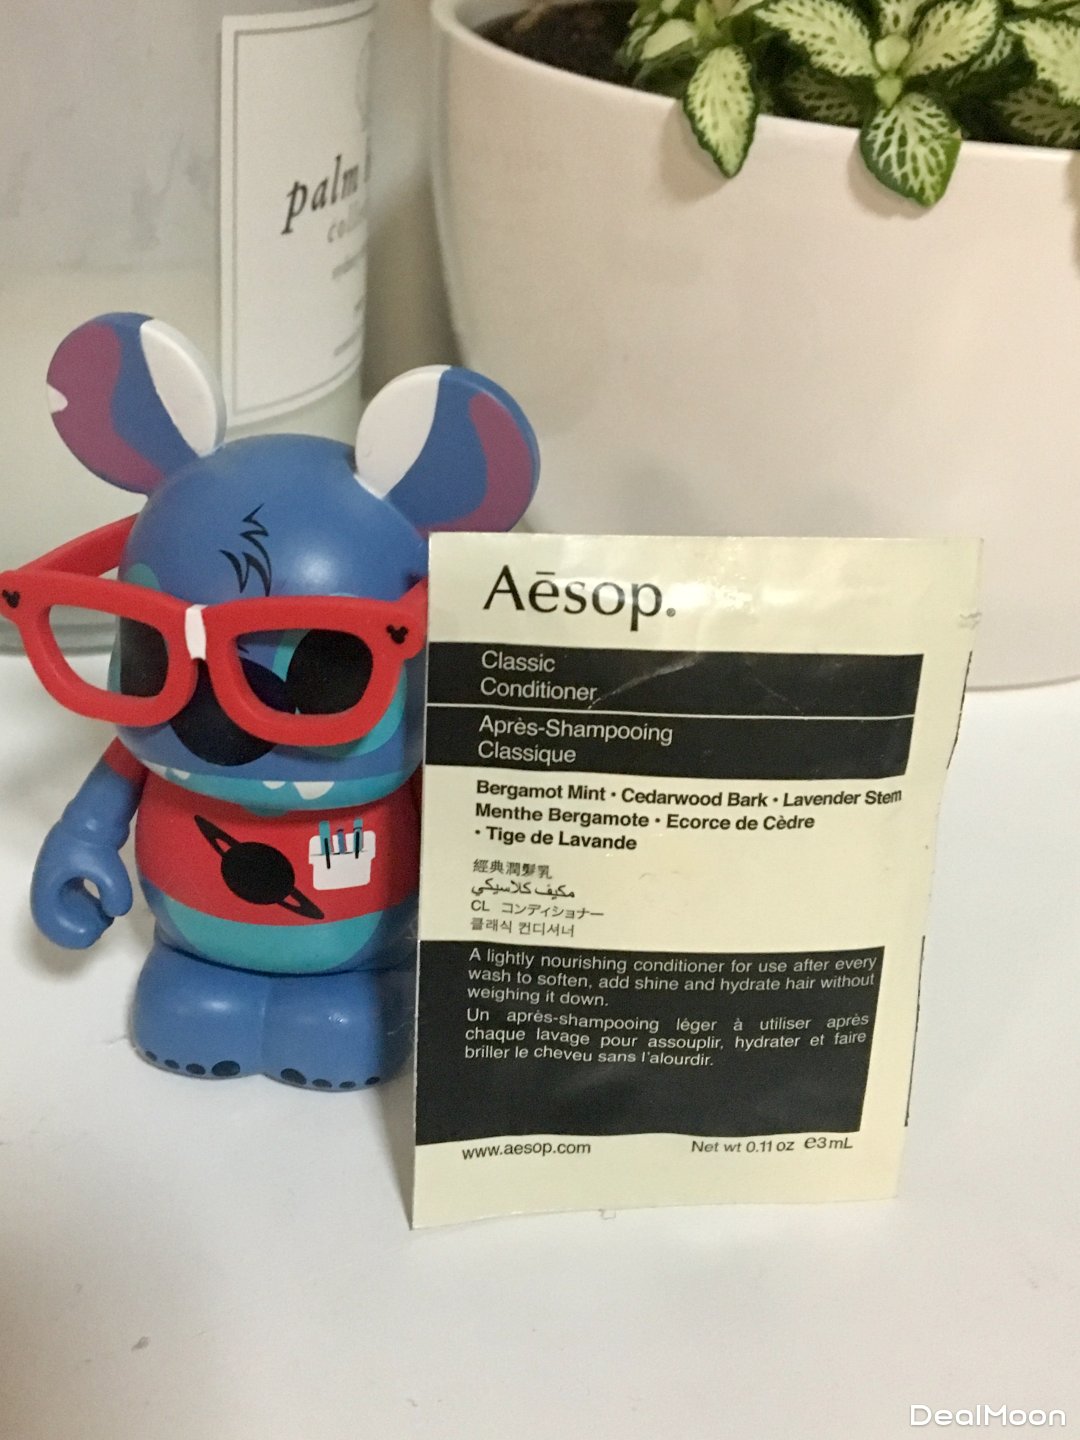 palm
Aēsop.
Classic
Conditioner
Après-Shampooing
Classique
Bergamot Mint • Cedarwood Bark • Lavender Stem
Menthe Bergamote • Ecorce de Cèdre
• Tige de Lavande
經典潤髮乳
مكيف كلاسيكي
CL コンディショナー
클래식 컨디셔너
A lightly nourishing conditioner for use after every
wash to soften, add shine and hydrate hair without
weighing it down.
Un après-shampooing léger à utiliser après
chaque lavage pour assouplir, hydrater et faire
briller le cheveu sans l'alourdir.
www.aesop.com
Net wt 0.11 oz ℮3mL
DealMoon